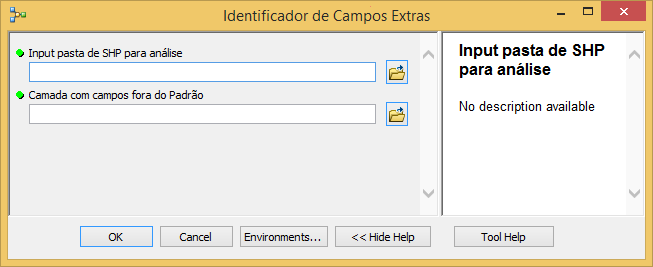 Identificador de Campos Extras
Input pasta de SHP para análise
Camada com campos fora do Padrão
Input pasta de SHP
para análise
No description available
OK
Cancel
Environments...
<< Hide Help
Tool Help